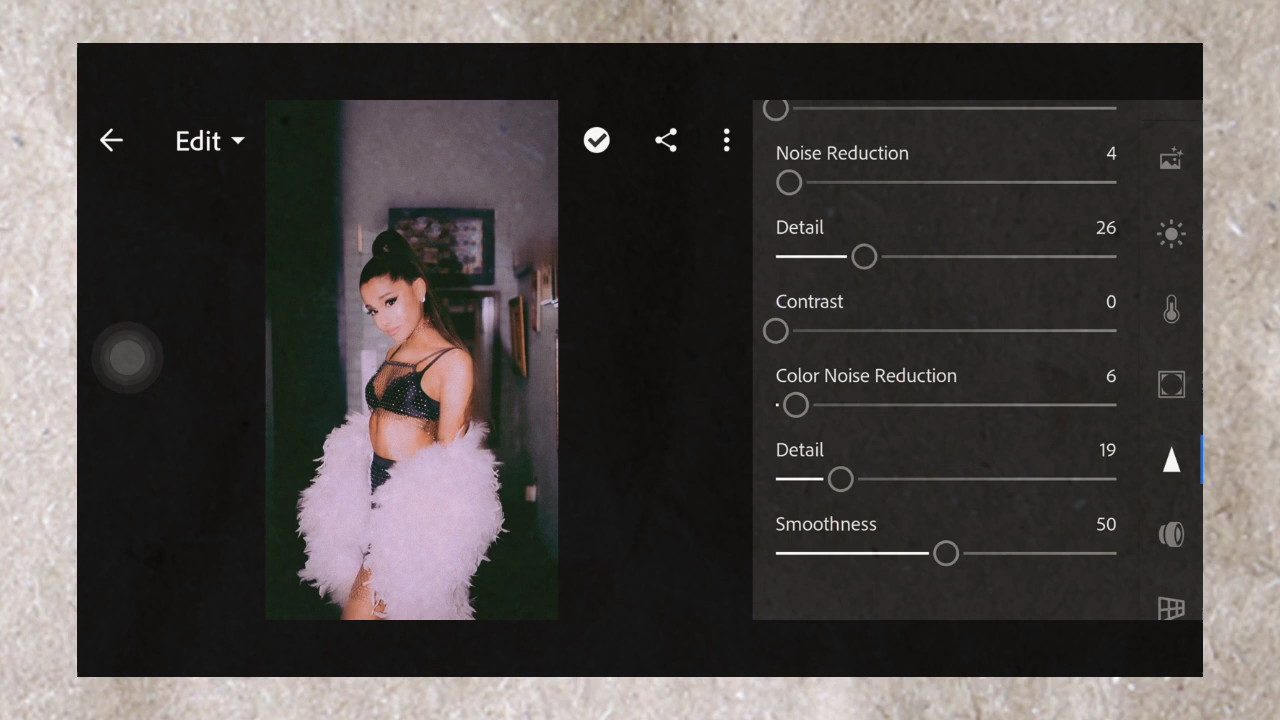 Edit
Noise Reduction 4
Detail 26
Contrast 0
Color Noise Reduction 6
Detail 19
Smoothness 50